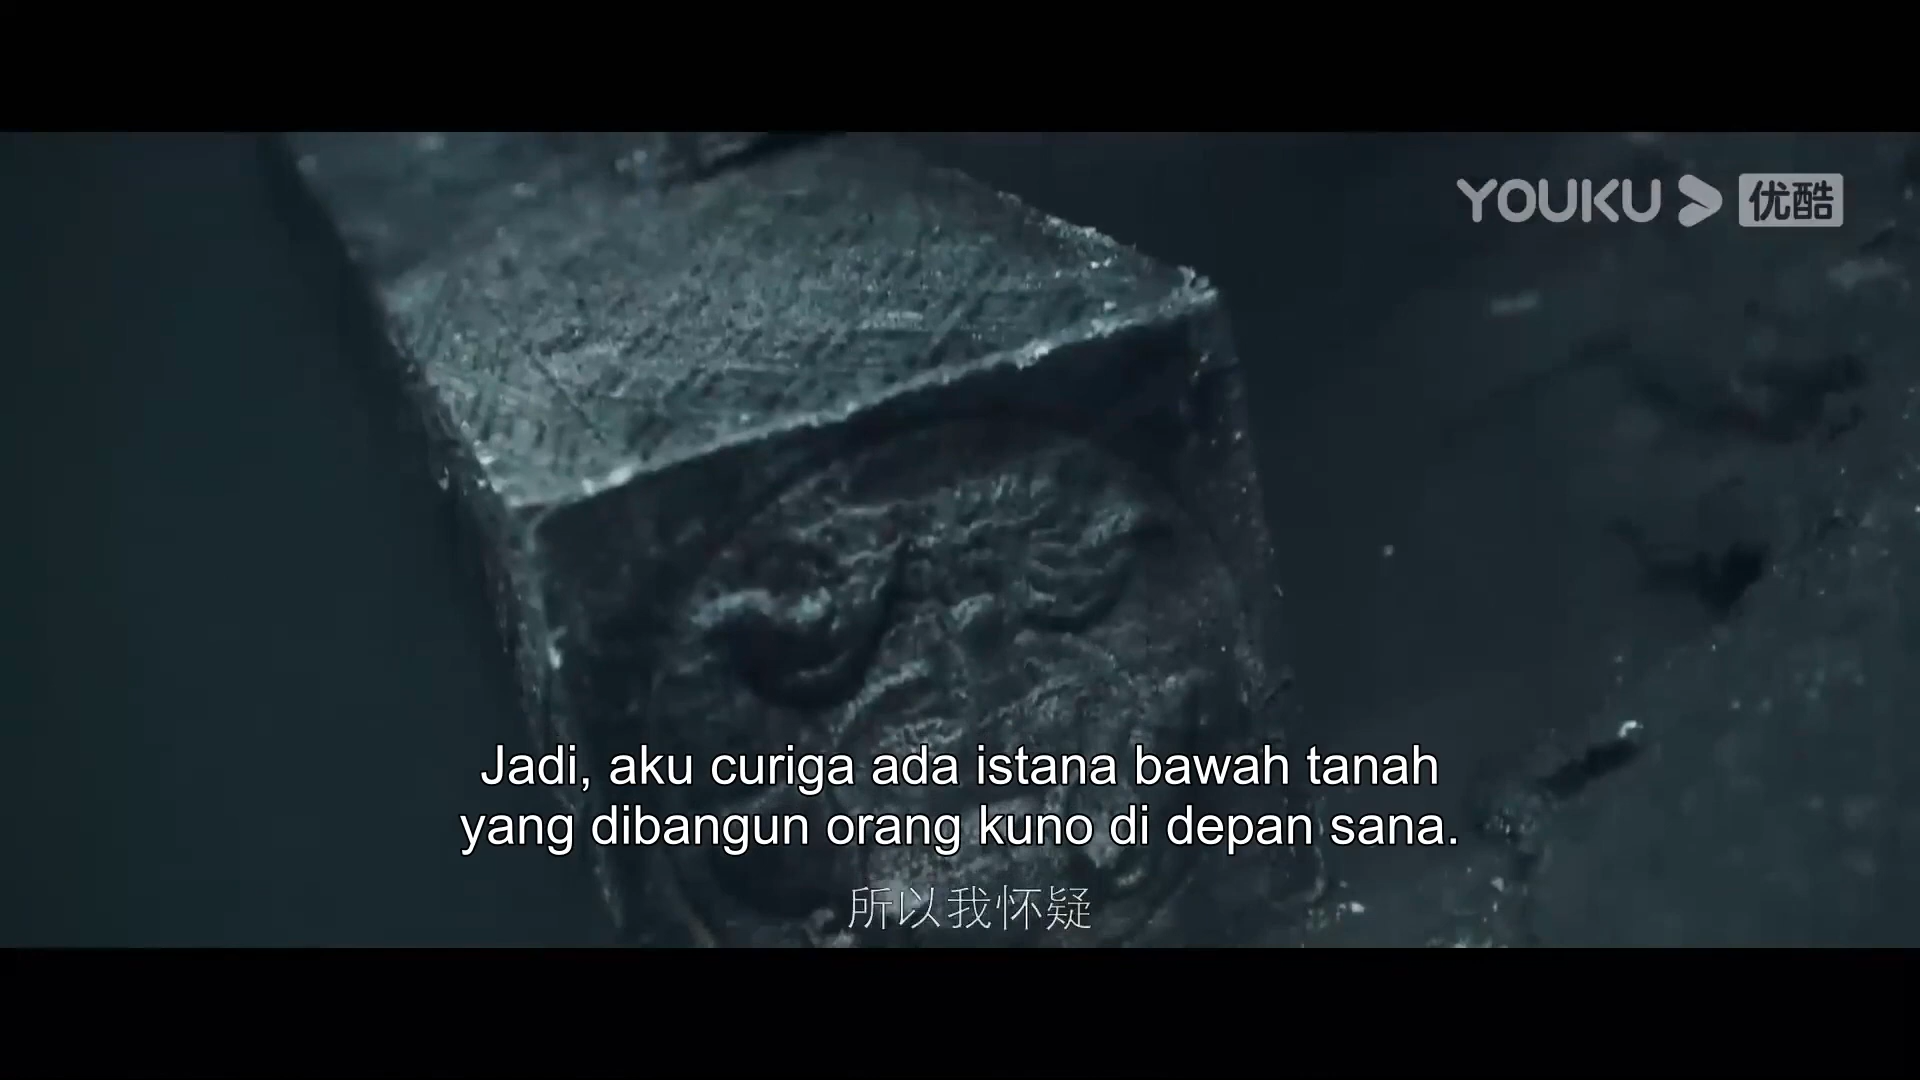 YOUKU 优酷
Jadi, aku curiga ada istana bawah tanah
yang dibangun orang kuno di depan sana.
所以我怀疑